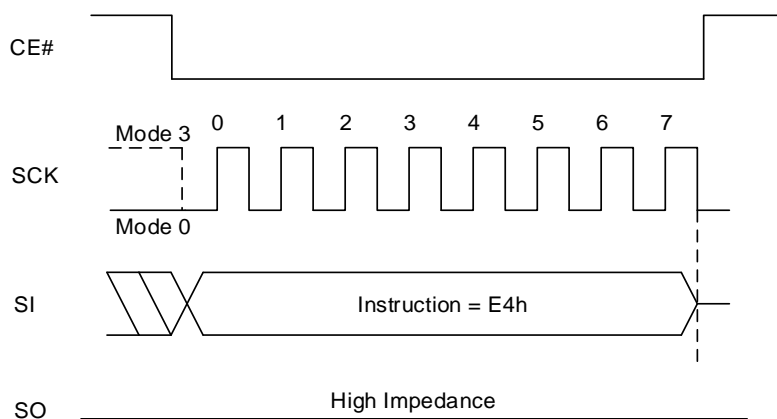 CE#
0 1 2 3 4 5 6 7
Mode 3
SCK
Mode 0
SI
Instruction = E4h
High Impedance
SO